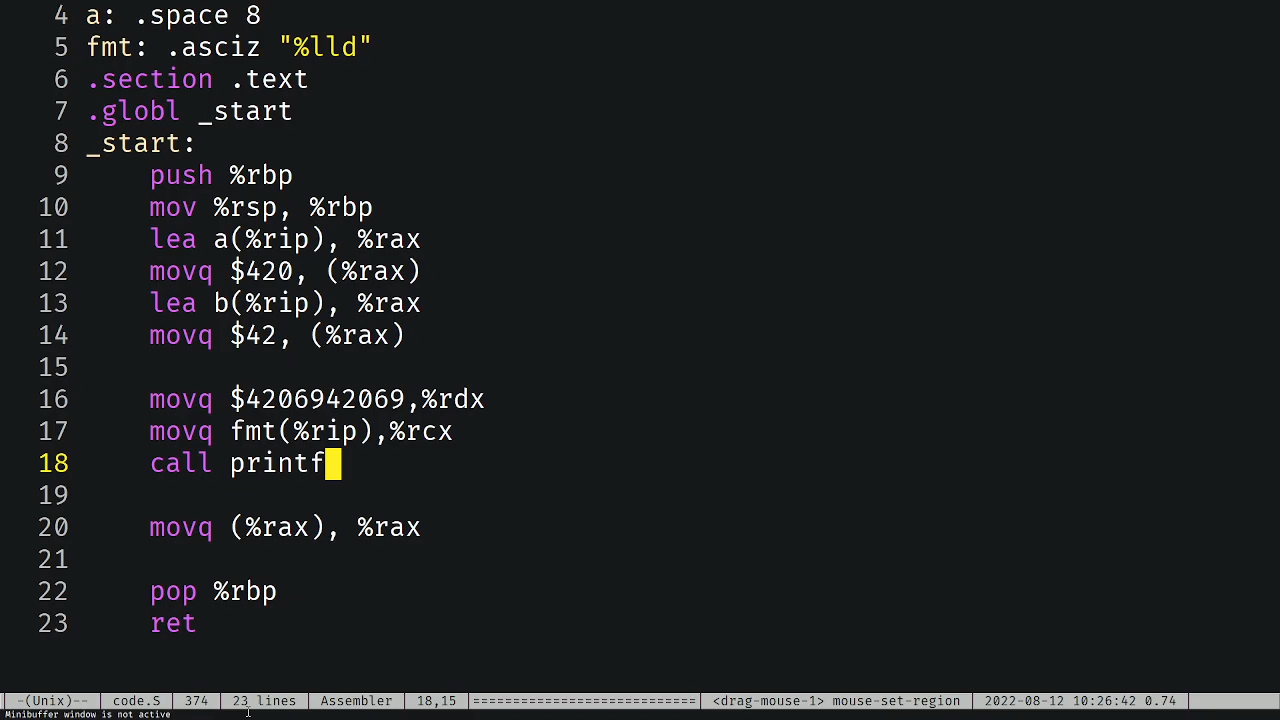 4 a: .space 8
5 fmt: .asciz "%lld"
6 .section .text
7 .globl _start
8 _start:
9     push %rbp
10     mov %rsp, %rbp
11     lea a(%rip), %rax
12     movq $420, (%rax)
13     lea b(%rip), %rax
14     movq $42, (%rax)
15
16     movq $4206942069,%rdx
17     movq fmt(%rip),%rcx
18     call printf
19
20     movq (%rax), %rax
21
22     pop %rbp
23     ret
-(Unix)-- code.S 374 23 lines Assembler 18,15 ============================ <drag-mouse-1> mouse-set-region 2022-08-12 10:26:42 0.74
Minibuffer window is not active